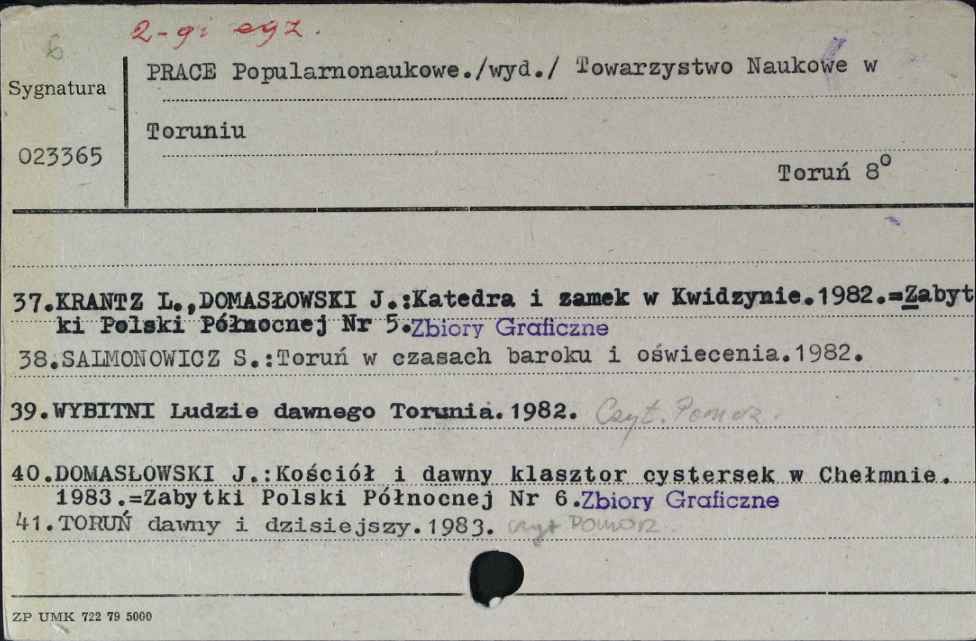 6
2-gi egz.
PRACE Popularnonaukowe./wyd./ Towarzystwo Naukowe w
Sygnatura
Toruniu
023365
Toruń 8°
37.KRANTZ L.,DOMASŁOWSKI J.:Katedra i zamek w Kwidzynie.1982.=Zabyt
ki Polski Północnej Nr 5.Zbiory Graficzne
38.SALMONOWICZ S.:Toruń w czasach baroku i oświecenia.1982.
39.WYBITNI Ludzie dawnego Torunia.1982. Czyt. Pomorz.
40.DOMASŁOWSKI J.:Kościół i dawny klasztor cystersek w Chełmnie.
1983.=Zabytki Polski Północnej Nr 6.Zbiory Graficzne
41.TORUŃ dawny i dzisiejszy.1983. czyt Pomorz.
ZP UMK 722 79 5000